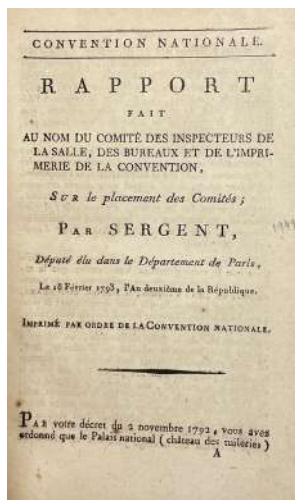 CONVENTION NATIONALE.
RAPPORT
FAIT
AU NOM DU COMITÉ DES INSPECTEURS DE
LA SALLE, DES BUREAUX ET DE L'IMPRI-
MERIE DE LA CONVENTION,
SUR le placement des Comités;
PAR SERGENT,
Député élu dans le Département de Paris,
Le 18 Février 1793, l'An deuxième de la République.
IMPRIMÉ PAR ORDRE DE LA CONVENTION NATIONALE.
PAR votre décret du 2 novembre 1792, vous avez
ordonné que le Palais national (château des tuileries)
A